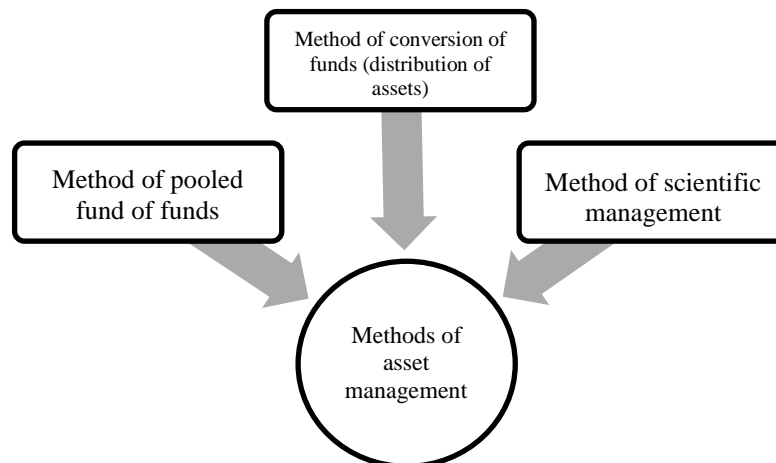 Method of conversion of
funds (distribution of
assets)
Method of pooled
fund of funds
Method of scientific
management
Methods of
asset
management